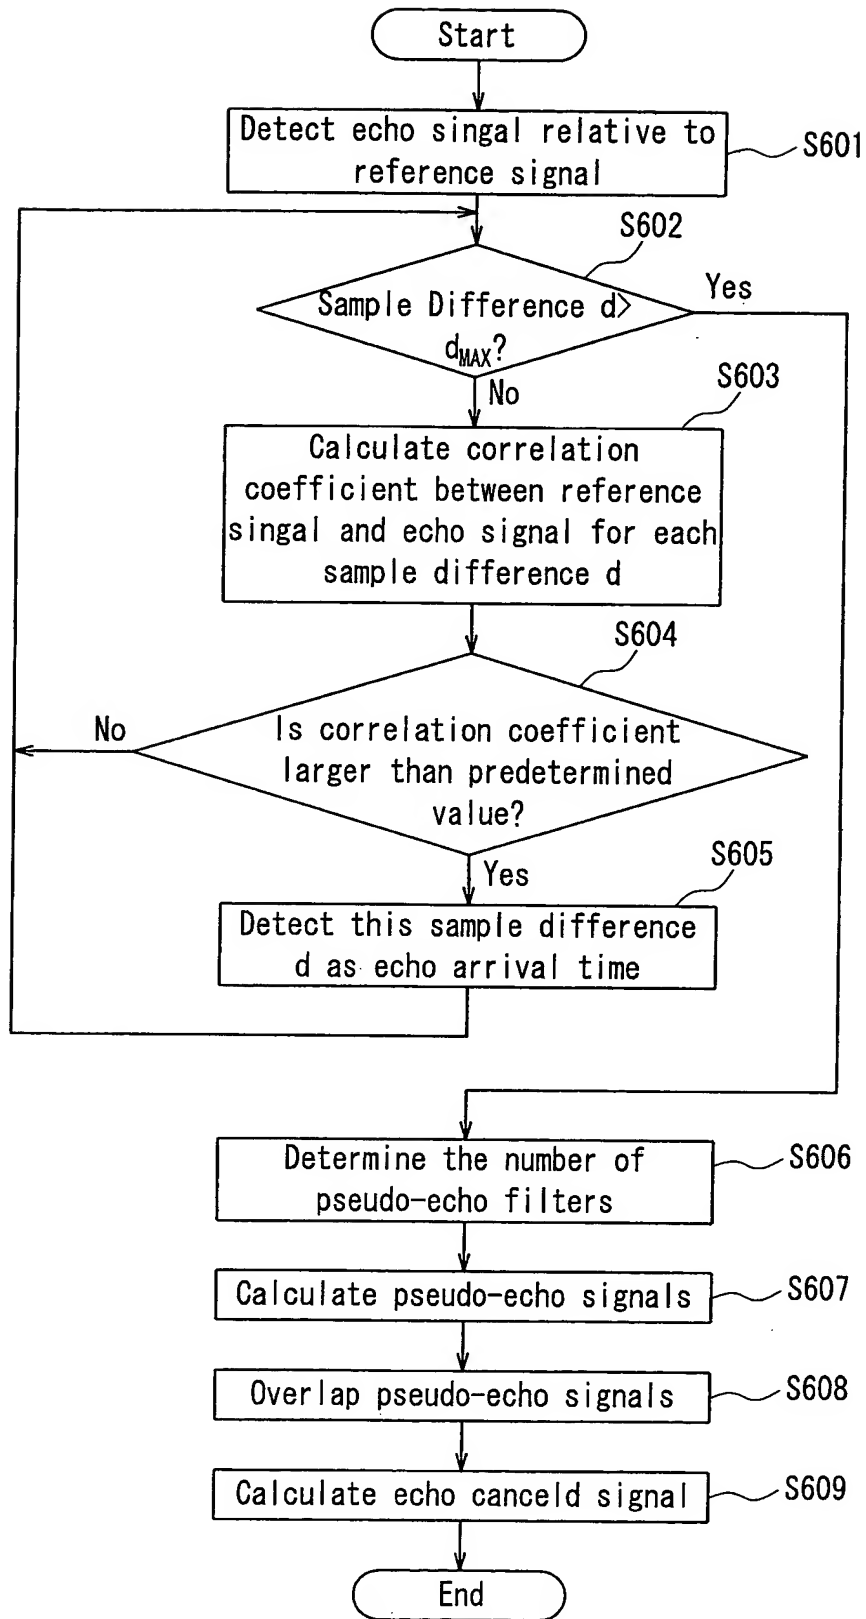 Start
Detect echo singal relative to
reference signal
S601
S602
Sample Difference d>
dMAX?
Yes
No
S603
Calculate correlation
coefficient between reference
singal and echo signal for each
sample difference d
S604
No
Is correlation coefficient
larger than predetermined
value?
Yes
S605
Detect this sample difference
d as echo arrival time
Determine the number of
pseudo-echo filters
S606
Calculate pseudo-echo signals
S607
Overlap pseudo-echo signals
S608
Calculate echo canceld signal
S609
End